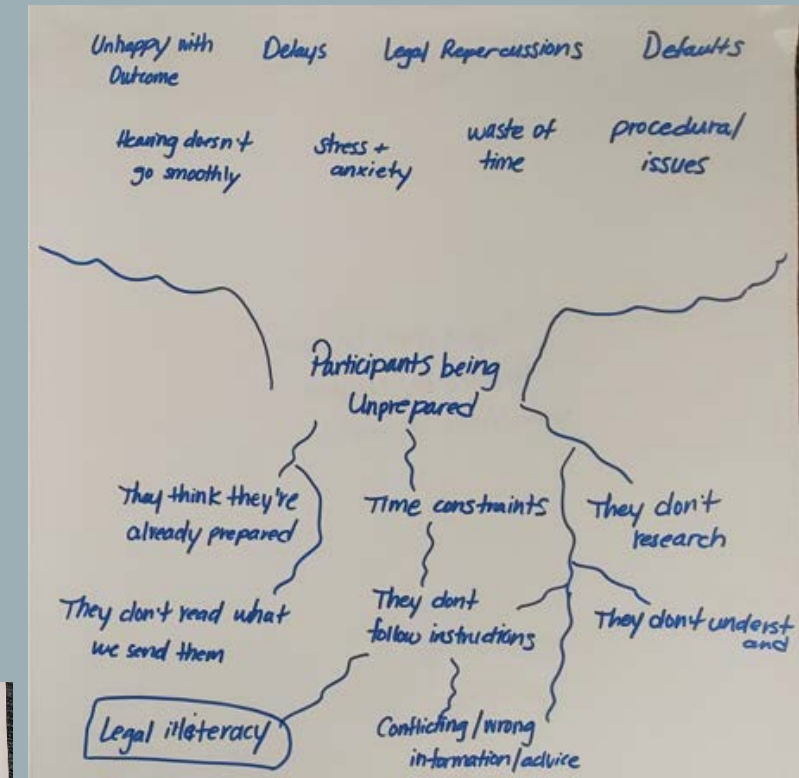 Unhappy with Outcome
Delays
Legal Repercussions
Defaults
Hearing doesn't go smoothly
stress + anxiety
waste of time
procedural issues
Participants being
Unprepared
They think they're
already prepared
Time constraints
They don't
research
They don't read what
we send them
They dont
follow instructions
They don't underst
and
Legal illiteracy
Conflicting/wrong
information/advice